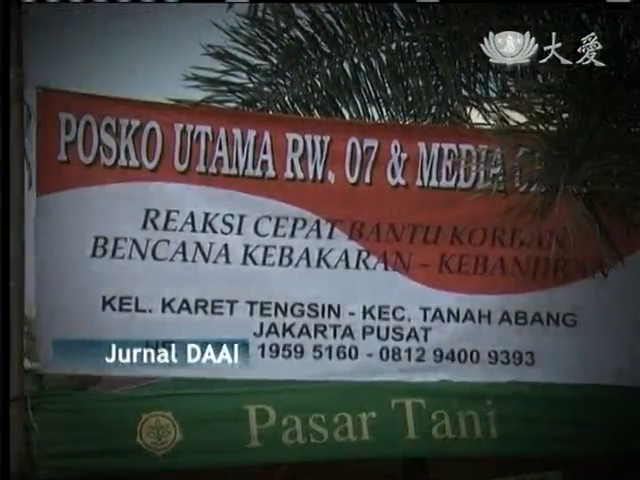 大愛
POSKO UTAMA RW. 07 & MEDIA
REAKSI CEPAT BANTU KORBAN
BENCANA KEBAKARAN - KEBANJIRAN
KEL. KARET TENGSIN - KEC. TANAH ABANG
JAKARTA PUSAT
1959 5160 - 0812 9400 9393
Jurnal DAAI
Pasar Tani